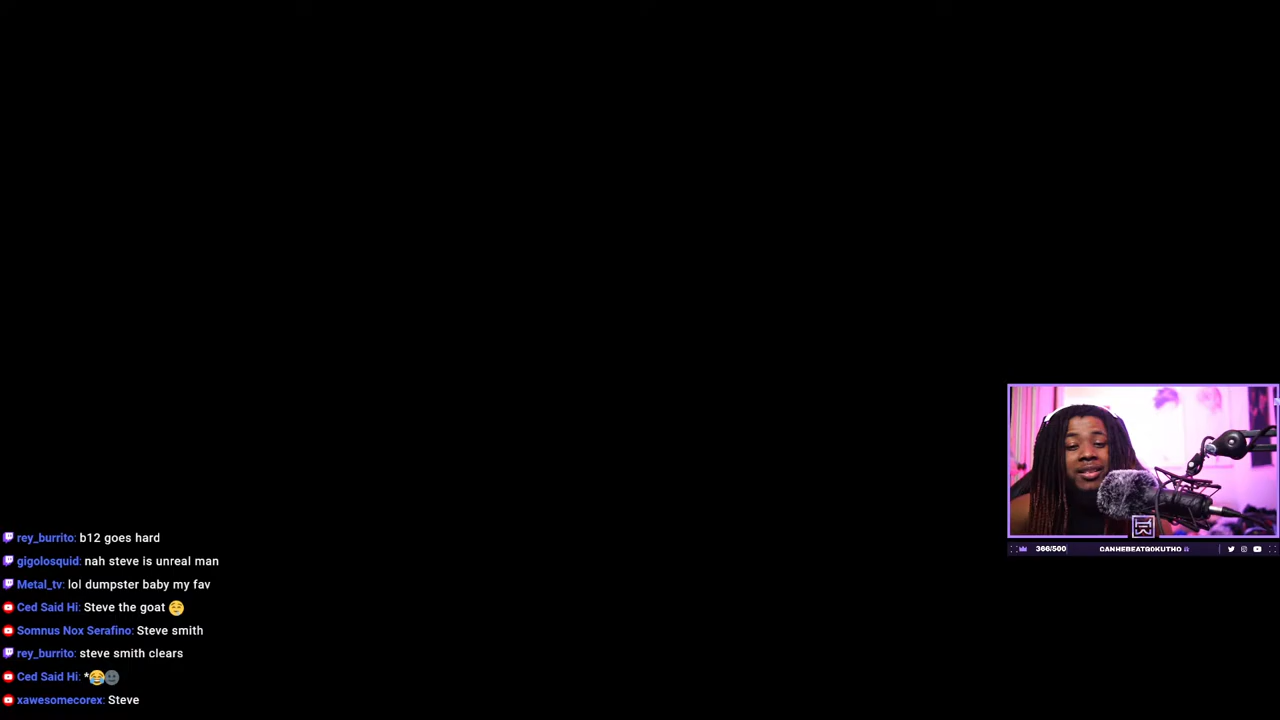 rey_burrito: b12 goes hard
gigolosquid: nah steve is unreal man
Metal_tv: lol dumpster baby my fav
Ced Said Hi: Steve the goat ☺️
Somnus Nox Serafino: Steve smith
rey_burrito: steve smith clears
Ced Said Hi: *😂
xawesomecorex: Steve
366/500 CANHEBEATGOKUTHO